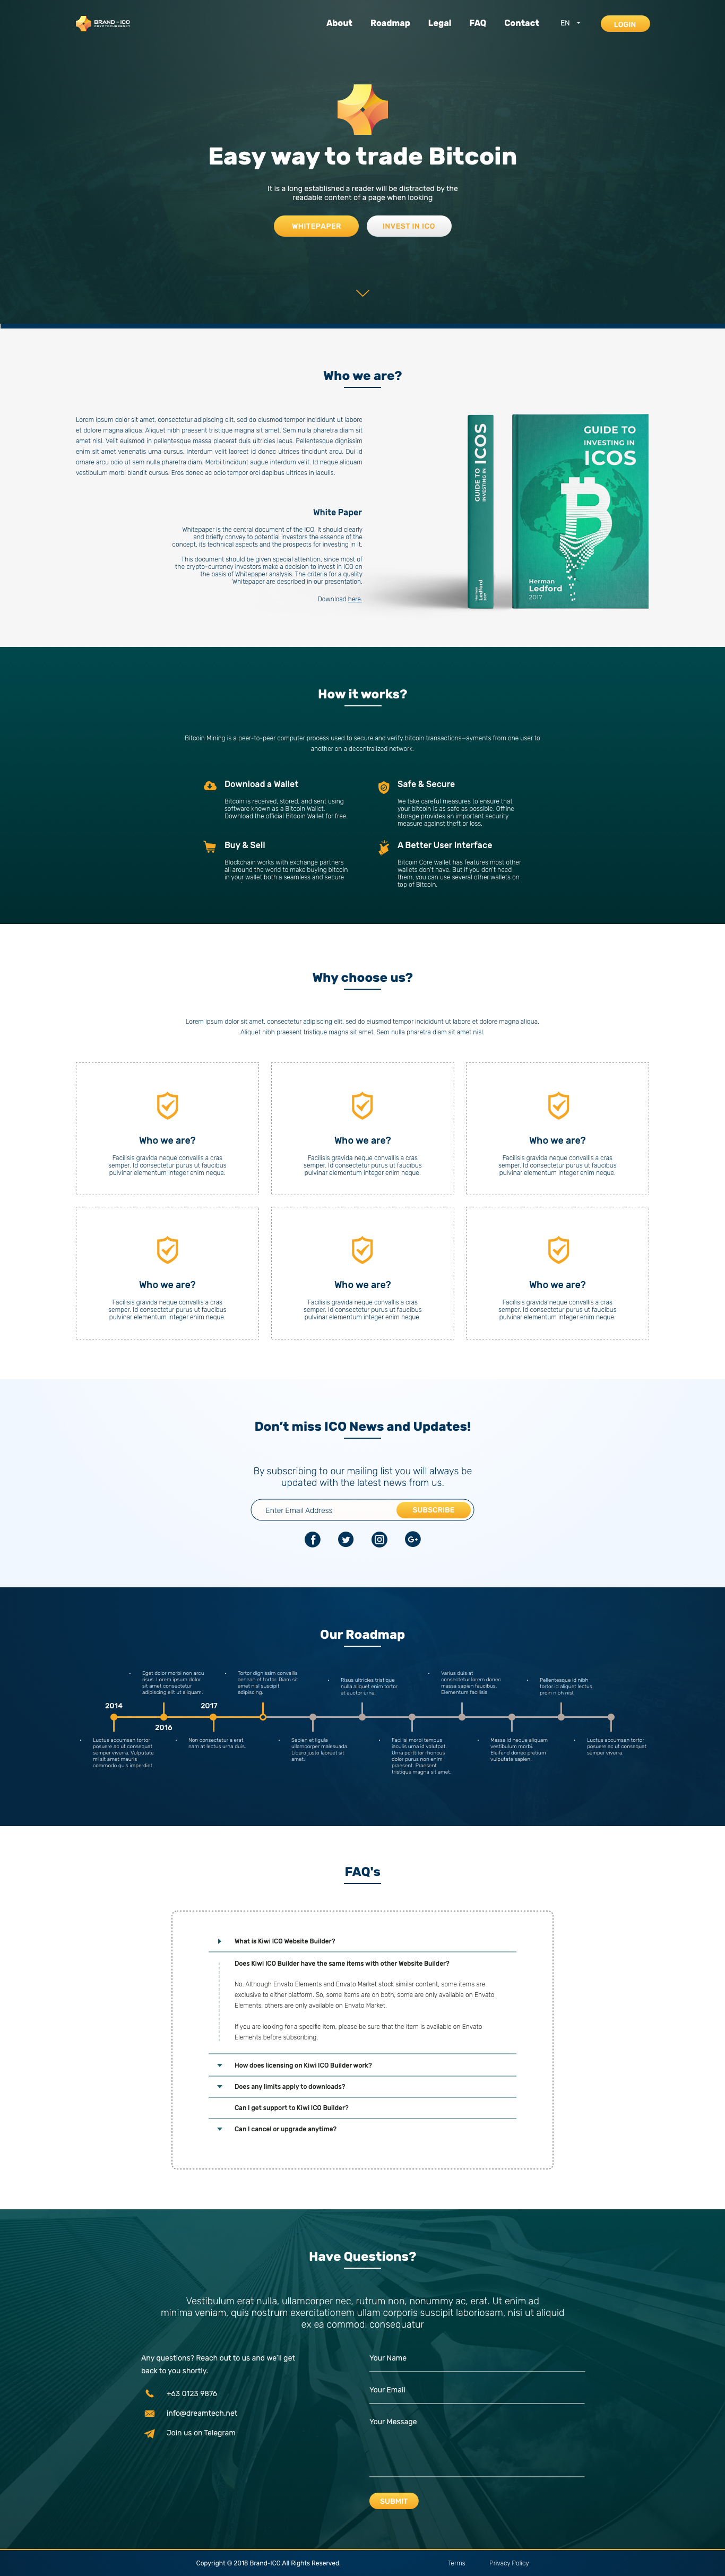 BRAND - ICO
CRYPTOCURRENCY
About
Roadmap
Legal
FAQ
Contact
EN
LOGIN
Easy way to trade Bitcoin
It is a long established a reader will be distracted by the
readable content of a page when looking
WHITEPAPER
INVEST IN ICO
Who we are?
Lorem ipsum dolor sit amet, consectetur adipiscing elit, sed do eiusmod tempor incididunt ut labore
et dolore magna aliqua. Aliquet nibh praesent tristique magna sit amet. Sem nulla pharetra diam sit
amet nisl. Velit euismod in pellentesque massa placerat duis ultricies lacus. Pellentesque dignissim
enim sit amet venenatis urna cursus. Interdum velit laoreet id donec ultrices tincidunt arcu. Dui id
ornare arcu odio ut sem nulla pharetra diam. Morbi tincidunt augue interdum velit. Id neque aliquam
vestibulum morbi blandit cursus. Eros donec ac odio tempor orci dapibus ultrices in iaculis.
White Paper
Whitepaper is the central document of the ICO. It should clearly
and briefly convey to potential investors the essence of the
concept, its technical aspects and the prospects for investing in it.
This document should be given special attention, since most of
the crypto-currency investors make a decision to invest in ICO on
the basis of Whitepaper analysis. The criteria for a quality
Whitepaper are described in our presentation.
Download here.
GUIDE TO
INVESTING IN
ICOS
Herman
Ledford
2017
GUIDE TO
INVESTING IN
ICOS
Herman
Ledford
2017
How it works?
Bitcoin Mining is a peer-to-peer computer process used to secure and verify bitcoin transactions—ayments from one user to
another on a decentralized network.
Download a Wallet
Bitcoin is received, stored, and sent using
software known as a Bitcoin Wallet.
Download the official Bitcoin Wallet for free.
Safe & Secure
We take careful measures to ensure that
your bitcoin is as safe as possible. Offline
storage provides an important security
measure against theft or loss.
Buy & Sell
Blockchain works with exchange partners
all around the world to make buying bitcoin
in your wallet both a seamless and secure
A Better User Interface
Bitcoin Core wallet has features most other
wallets don't have. But if you don't need
them, you can use several other wallets on
top of Bitcoin.
Why choose us?
Lorem ipsum dolor sit amet, consectetur adipiscing elit, sed do eiusmod tempor incididunt ut labore et dolore magna aliqua.
Aliquet nibh praesent tristique magna sit amet. Sem nulla pharetra diam sit amet nisl.
Who we are?
Facilisis gravida neque convallis a cras
semper. Id consectetur purus ut faucibus
pulvinar elementum integer enim neque.
Who we are?
Facilisis gravida neque convallis a cras
semper. Id consectetur purus ut faucibus
pulvinar elementum integer enim neque.
Who we are?
Facilisis gravida neque convallis a cras
semper. Id consectetur purus ut faucibus
pulvinar elementum integer enim neque.
Who we are?
Facilisis gravida neque convallis a cras
semper. Id consectetur purus ut faucibus
pulvinar elementum integer enim neque.
Who we are?
Facilisis gravida neque convallis a cras
semper. Id consectetur purus ut faucibus
pulvinar elementum integer enim neque.
Who we are?
Facilisis gravida neque convallis a cras
semper. Id consectetur purus ut faucibus
pulvinar elementum integer enim neque.
Don't miss ICO News and Updates!
By subscribing to our mailing list you will always be
updated with the latest news from us.
Enter Email Address
SUBSCRIBE
Our Roadmap
Eget dolor morbi non arcu
risus. Lorem ipsum dolor
sit amet consectetur
adipiscing elit ut aliquam.
Tortor dignissim convallis
aenean et tortor. Diam sit
amet nisl suscipit
adipiscing.
Risus ultricies tristique
nulla aliquet enim tortor
at auctor urna.
Varius duis at
consectetur lorem donec
massa sapien faucibus.
Elementum facilisis
Pellentesque id nibh
tortor id aliquet lectus
proin nibh nisl.
2014
2016
2017
Luctus accumsan tortor
posuere ac ut consequat
semper viverra. Vulputate
mi sit amet mauris
commodo quis imperdiet.
Non consectetur a erat
nam at lectus urna duis.
Sapien et ligula
ullamcorper malesuada.
Libero justo laoreet sit
amet.
Facilisi morbi tempus
iaculis urna id volutpat.
Urna porttitor rhoncus
dolor purus non enim
praesent. Praesent
tristique magna sit amet.
Massa id neque aliquam
vestibulum morbi.
Eleifend donec pretium
vulputate sapien.
Luctus accumsan tortor
posuere ac ut consequat
semper viverra.
FAQ's
What is Kiwi ICO Website Builder?
Does Kiwi ICO Builder have the same items with other Website Builder?
No. Although Envato Elements and Envato Market stock similar content, some items are
exclusive to either platform. So, some items are on both, some are only available on Envato
Elements, others are only available on Envato Market.
If you are looking for a specific item, please be sure that the item is available on Envato
Elements before subscribing.
How does licensing on Kiwi ICO Builder work?
Does any limits apply to downloads?
Can I get support to Kiwi ICO Builder?
Can I cancel or upgrade anytime?
Have Questions?
Vestibulum erat nulla, ullamcorper nec, rutrum non, nonummy ac, erat. Ut enim ad
minima veniam, quis nostrum exercitationem ullam corporis suscipit laboriosam, nisi ut aliquid
ex ea commodi consequatur
Any questions? Reach out to us and we'll get
back to you shortly.
+63 0123 9876
info@dreamtech.net
Join us on Telegram
Your Name
Your Email
Your Message
SUBMIT
Copyright © 2018 Brand-ICO All Rights Reserved.
Terms
Privacy Policy